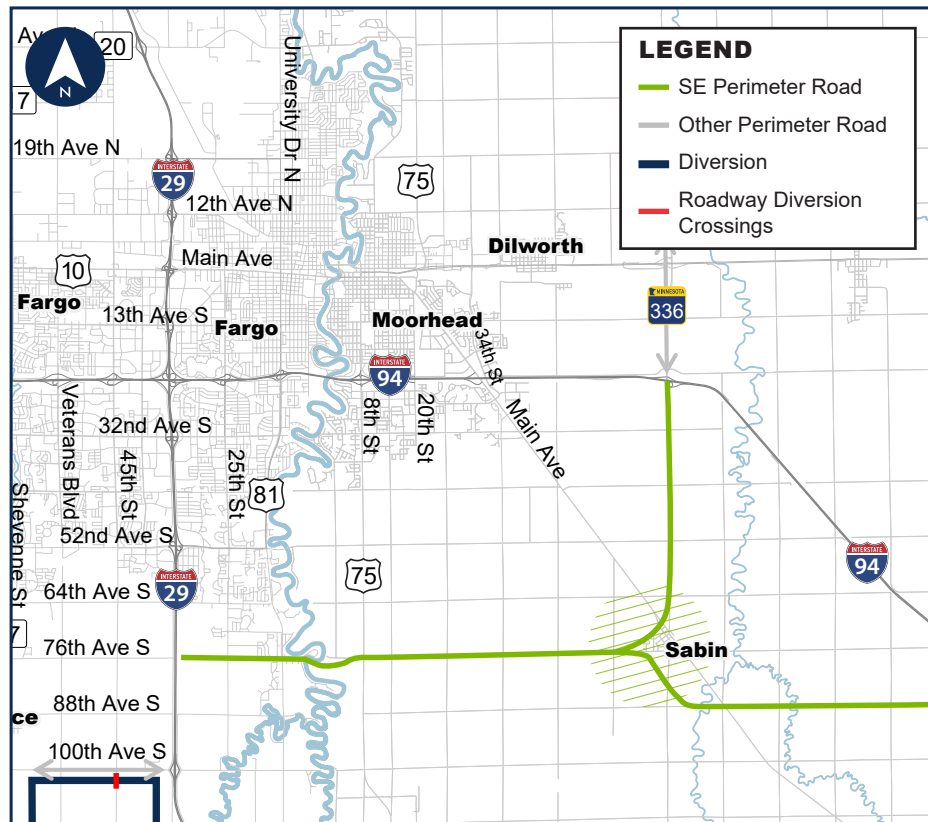 Av
20
N
7
University Dr N
LEGEND
SE Perimeter Road
Other Perimeter Road
Diversion
Roadway Diversion
Crossings
19th Ave N
INTERSTATE
29
75
12th Ave N
Dilworth
Main Ave
10
Fargo
MINNESOTA
336
13th Ave S
Fargo
Moorhead
34th St
INTERSTATE
94
Veterans Blvd
32nd Ave S
45th St
25th St
8th St
20th St
Main Ave
81
Sheyenne St
52nd Ave S
75
INTERSTATE
94
64th Ave S
INTERSTATE
29
7
76th Ave S
Sabin
88th Ave S
ce
100th Ave S